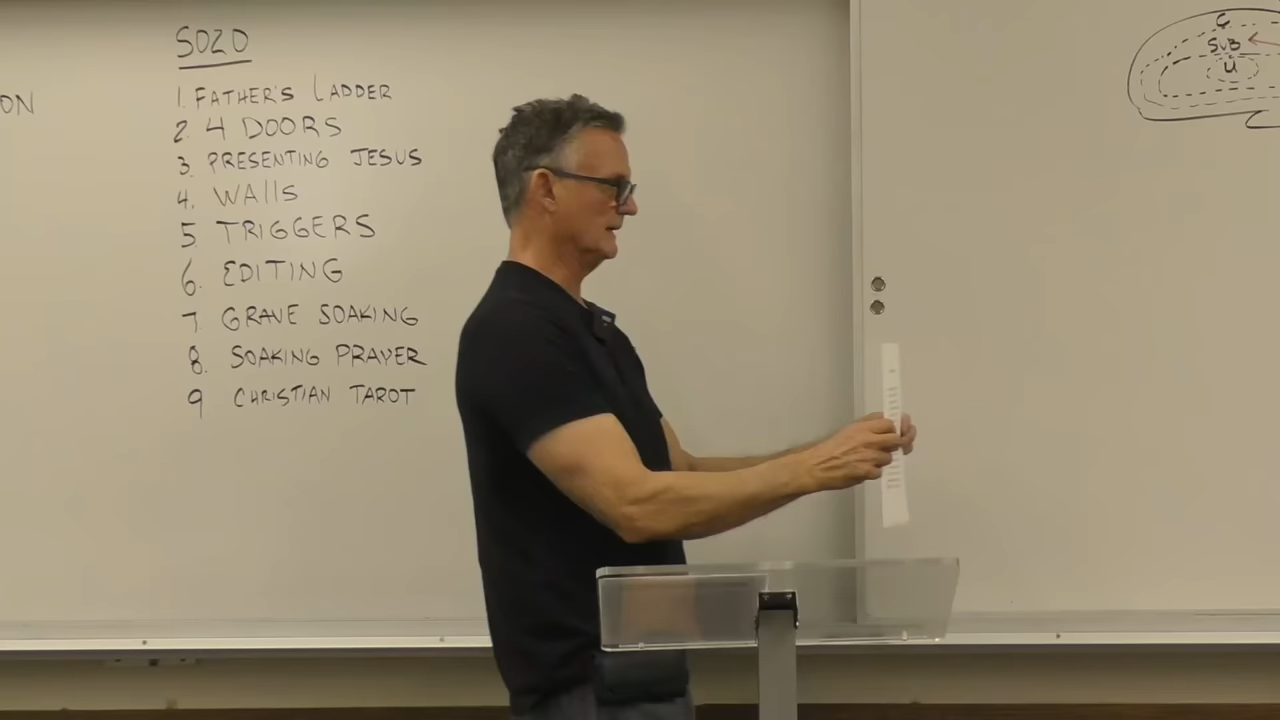 ON
SOZO
1. FATHER'S LADDER
2. 4 DOORS
3. PRESENTING JESUS
4. WAllS
5. TRIGGERS
6. EDITING
7. GRAVE SOAKING
8. SOAKING PRAYER
9 CHRISTIAN TAROT
C
SUB
U